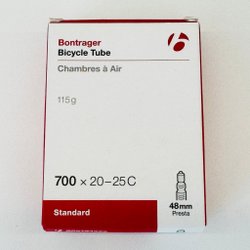 Bontrager
Bicycle Tube
Chambres à Air
115g
700 x 20-25C
48mm
Presta
Standard